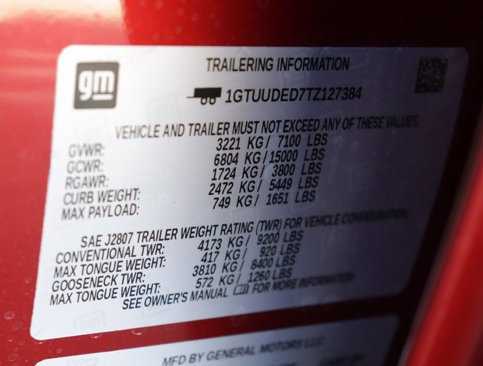 gm
TRAILERING INFORMATION
1GTUUDED7TZ127384
VEHICLE AND TRAILER MUST NOT EXCEED ANY OF THESE VALUES.
GVWR: 3221 KG / 7100 LBS
GCWR: 6804 KG / 15000 LBS
RGAWR: 1724 KG / 3800 LBS
CURB WEIGHT: 2472 KG / 5449 LBS
MAX PAYLOAD: 749 KG / 1651 LBS
SAE J2807 TRAILER WEIGHT RATING (TWR) FOR VEHICLE CONFIGURATION.
CONVENTIONAL TWR: 4173 KG / 9200 LBS
MAX TONGUE WEIGHT: 417 KG / 920 LBS
GOOSENECK TWR: 3810 KG / 8400 LBS
MAX TONGUE WEIGHT: 572 KG / 1260 LBS
SEE OWNER'S MANUAL FOR MORE INFORMATION
MFD BY GENERAL MOTORS LLC